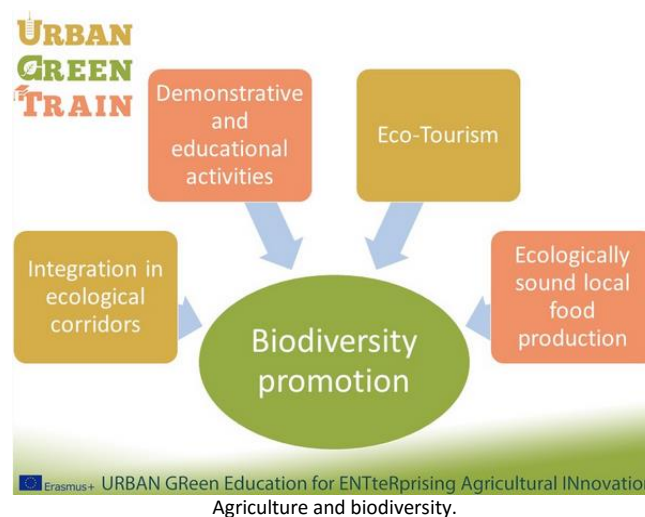 URBAN
GREEN
TRAIN
Demonstrative
and
educational
activities
Eco-Tourism
Integration in
ecological
corridors
Ecologically
sound local
food
production
Biodiversity
promotion
Erasmus+ URBAN GReen Education for ENTteRprising Agricultural INnovation
Agriculture and biodiversity.